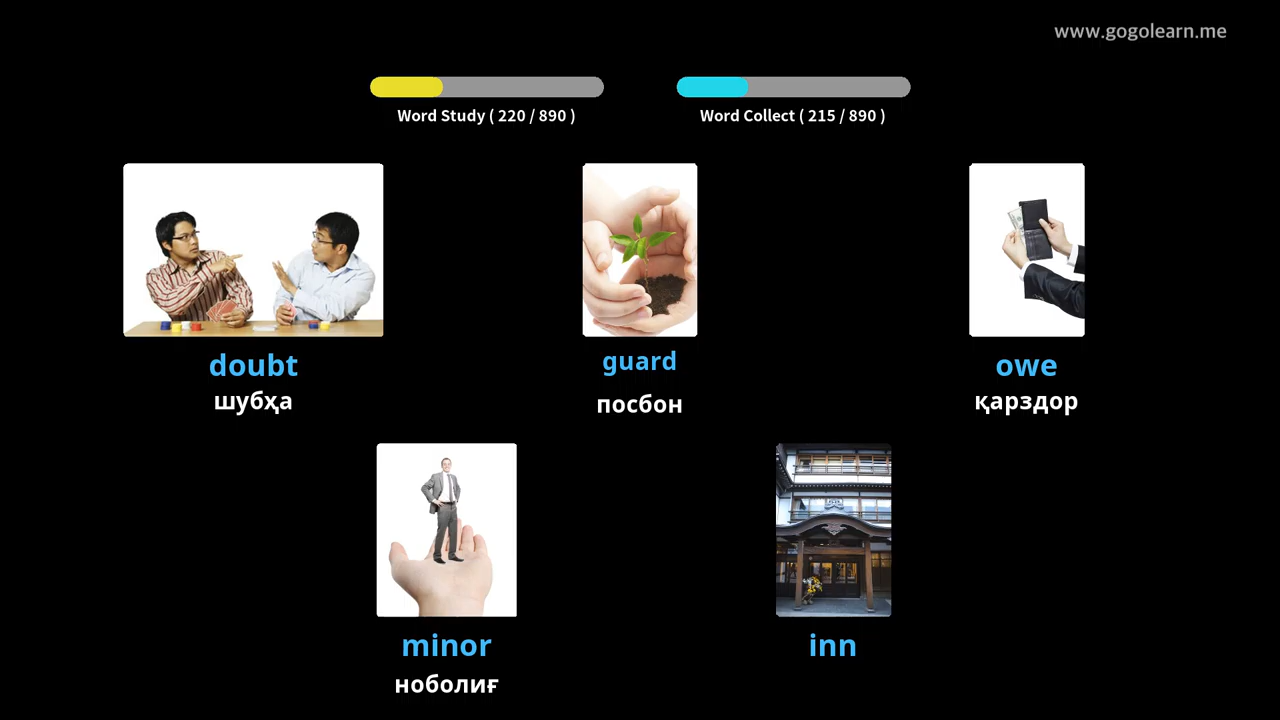 www.gogolearn.me
Word Study ( 220 / 890 )
Word Collect ( 215 / 890 )
doubt
шубҳа
guard
посбон
owe
қарздор
minor
ноболиғ
inn